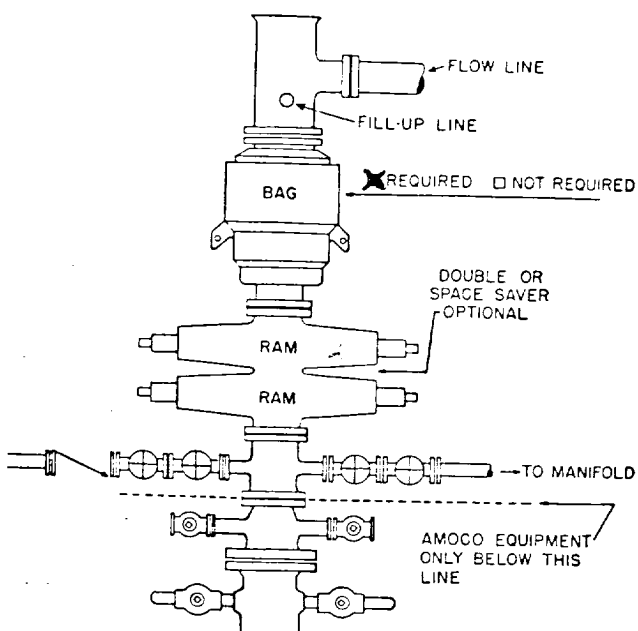 FLOW LINE
FILL-UP LINE
BAG
REQUIRED NOT REQUIRED
DOUBLE OR
SPACE SAVER
OPTIONAL
RAM
RAM
TO MANIFOLD
AMOCO EQUIPMENT
ONLY BELOW THIS
LINE